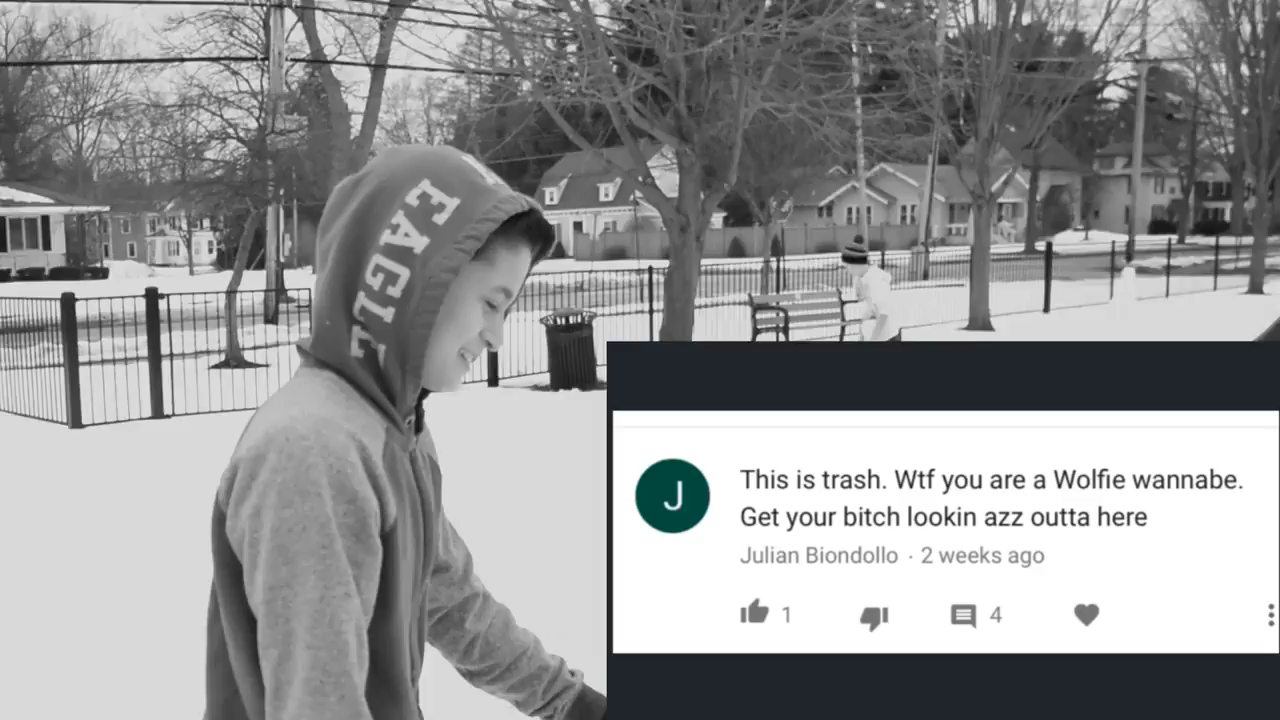 EAGLE
J
This is trash. Wtf you are a Wolfie wannabe.
Get your bitch lookin azz outta here
Julian Biondollo · 2 weeks ago
1
4